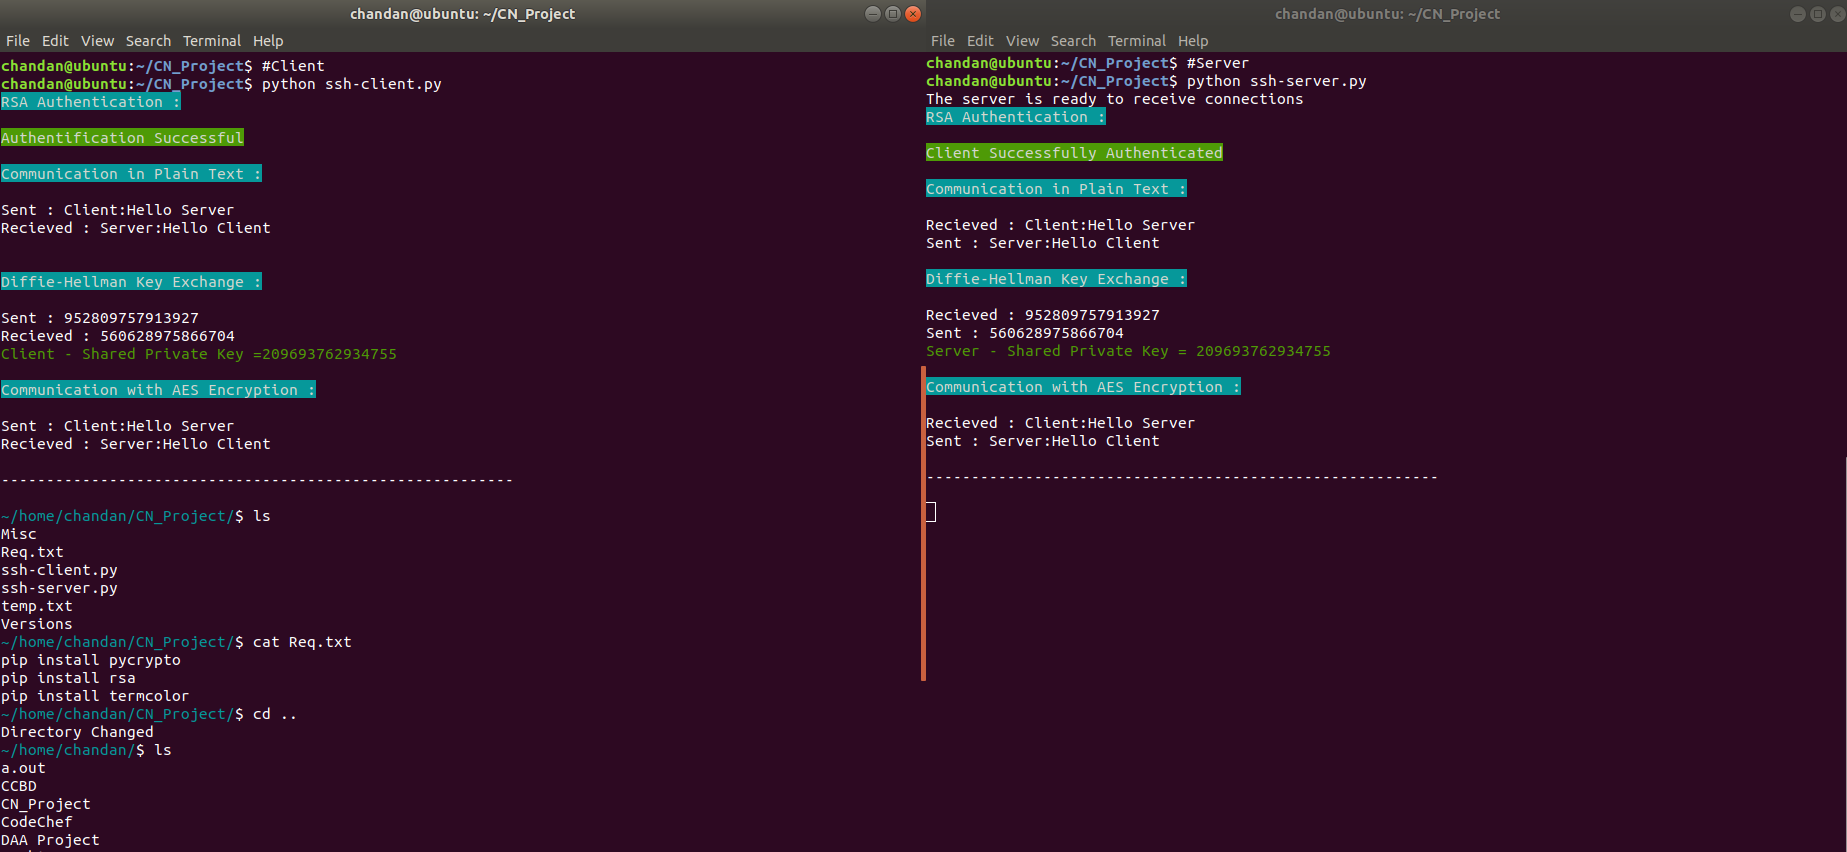 chandan@ubuntu: ~/CN_Project
File Edit View Search Terminal Help
chandan@ubuntu:~/CN_Project$ #Client
chandan@ubuntu:~/CN_Project$ python ssh-client.py
RSA Authentication :
Authentification Successful
Communication in Plain Text :
Sent : Client:Hello Server
Recieved : Server:Hello Client
Diffie-Hellman Key Exchange :
Sent : 952809757913927
Recieved : 560628975866704
Client - Shared Private Key =209693762934755
Communication with AES Encryption :
Sent : Client:Hello Server
Recieved : Server:Hello Client
---------------------------------------------------------
~/home/chandan/CN_Project/$ ls
Misc
Req.txt
ssh-client.py
ssh-server.py
temp.txt
Versions
~/home/chandan/CN_Project/$ cat Req.txt
pip install pycrypto
pip install rsa
pip install termcolor
~/home/chandan/CN_Project/$ cd ..
Directory Changed
~/home/chandan/$ ls
a.out
CCBD
CN_Project
CodeChef
DAA Project
chandan@ubuntu: ~/CN_Project
File Edit View Search Terminal Help
chandan@ubuntu:~/CN_Project$ #Server
chandan@ubuntu:~/CN_Project$ python ssh-server.py
The server is ready to receive connections
RSA Authentication :
Client Successfully Authenticated
Communication in Plain Text :
Recieved : Client:Hello Server
Sent : Server:Hello Client
Diffie-Hellman Key Exchange :
Recieved : 952809757913927
Sent : 560628975866704
Server - Shared Private Key = 209693762934755
Communication with AES Encryption :
Recieved : Client:Hello Server
Sent : Server:Hello Client
---------------------------------------------------------